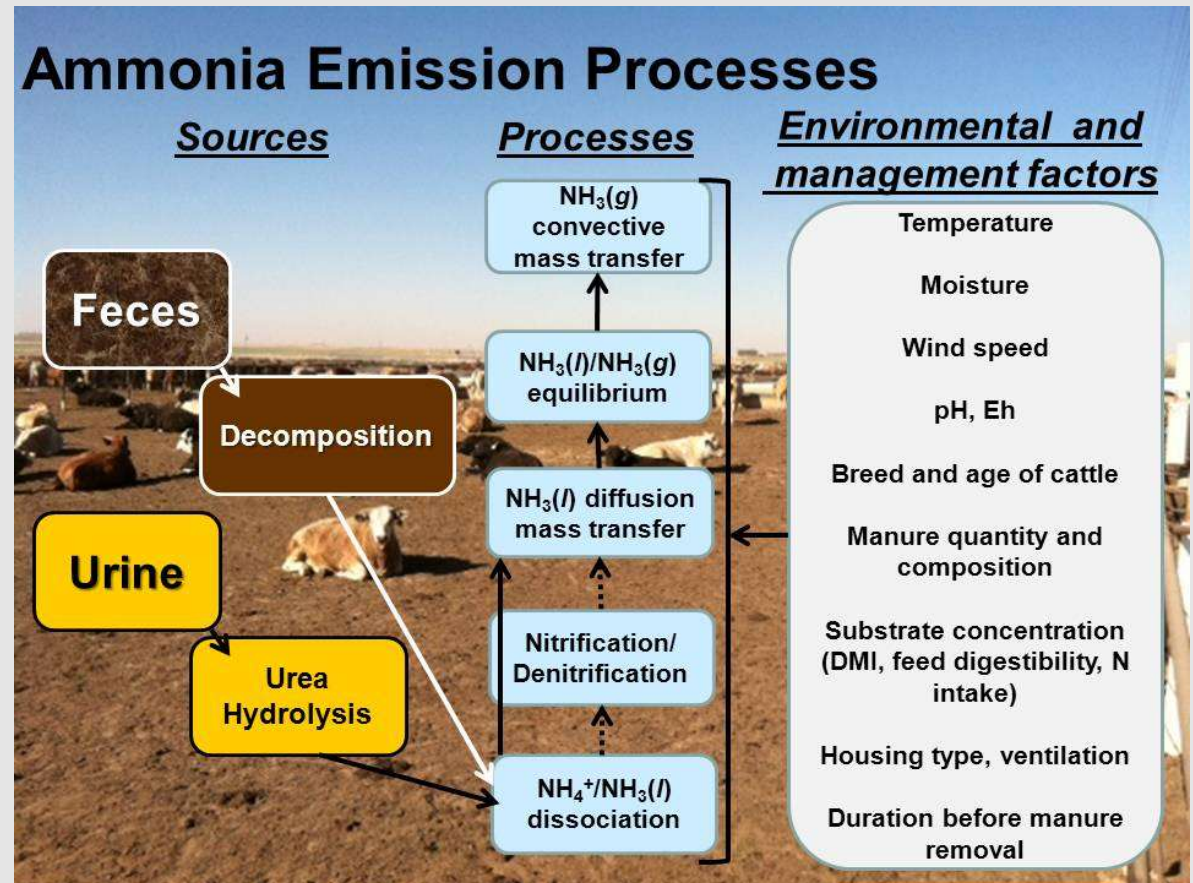 Ammonia Emission Processes
Sources
Processes
Environmental and
management factors
Feces
Decomposition
Urine
Urea
Hydrolysis
NH₃(g)
convective
mass transfer
NH₃(l)/NH₃(g)
equilibrium
NH₃(l) diffusion
mass transfer
Nitrification/
Denitrification
NH₄⁺/NH₃(l)
dissociation
Temperature
Moisture
Wind speed
pH, Eh
Breed and age of cattle
Manure quantity and
composition
Substrate concentration
(DMI, feed digestibility, N
intake)
Housing type, ventilation
Duration before manure
removal